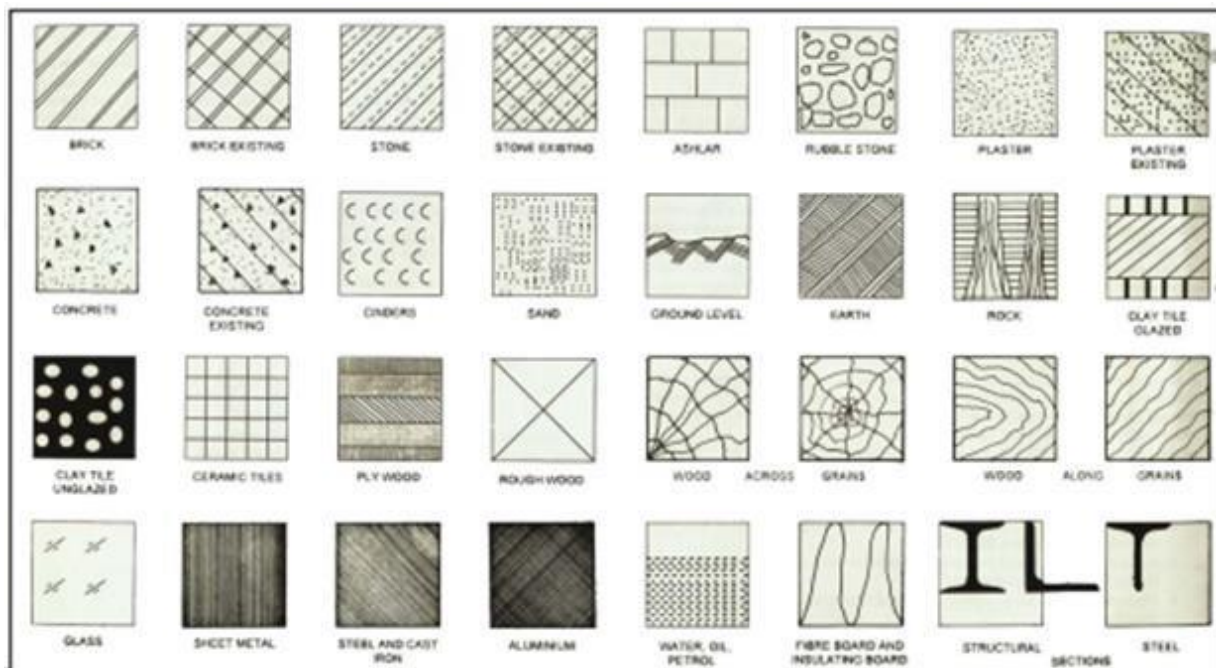 BRICK
BRICK EXISTING
STONE
STONE EXISTING
ASHLAR
RUBBLE STONE
PLASTER
PLASTER
EXISTING
CONCRETE
CONCRETE
EXISTING
CINDERS
SAND
GROUND LEVEL
EARTH
ROCK
CLAY TILE
GLAZED
CLAY TILE
UNGLAZED
CERAMIC TILES
PLY WOOD
ROUGH WOOD
WOOD ACROSS GRAINS
WOOD ALONG GRAINS
GLASS
SHEET METAL
STEEL AND CAST
IRON
ALUMINIUM
WATER, OIL,
PETROL
FIBRE BOARD AND
INSULATING BOARD
STRUCTURAL STEEL
SECTIONS